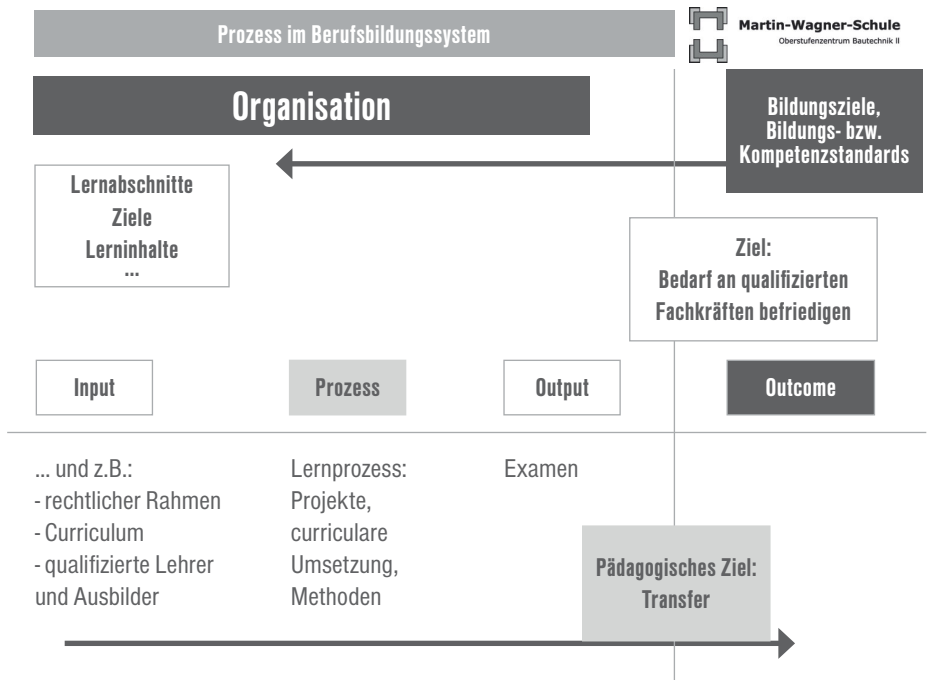 Prozess im Berufsbildungssystem
Martin-Wagner-Schule
Oberstufenzentrum Bautechnik II
Organisation
Bildungsziele,
Bildungs- bzw.
Kompetenzstandards
Lernabschnitte
Ziele
Lerninhalte
...
Ziel:
Bedarf an qualifizierten
Fachkräften befriedigen
Input
Prozess
Output
Outcome
... und z.B.:
- rechtlicher Rahmen
- Curriculum
- qualifizierte Lehrer
und Ausbilder
Lernprozess:
Projekte,
curriculare
Umsetzung,
Methoden
Examen
Pädagogisches Ziel:
Transfer